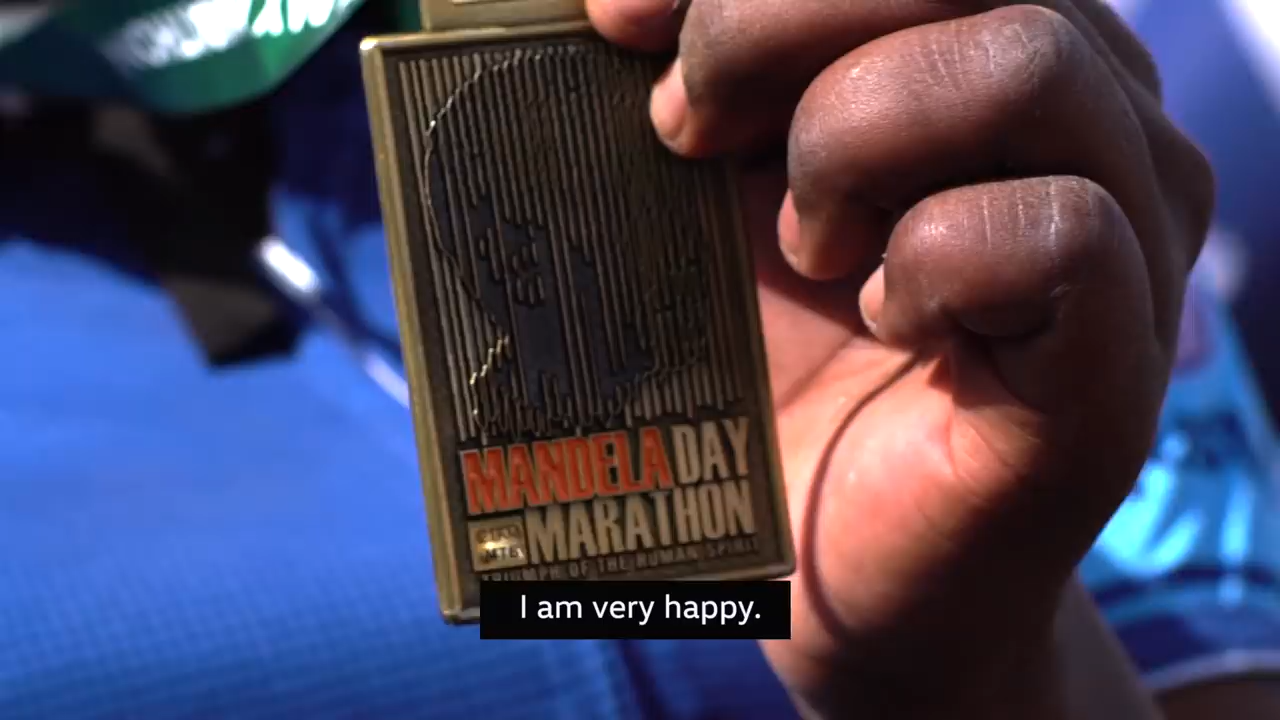 MANDELA DAY
MARATHON
TRIUMPH OF THE HUMAN SPIRIT
I am very happy.